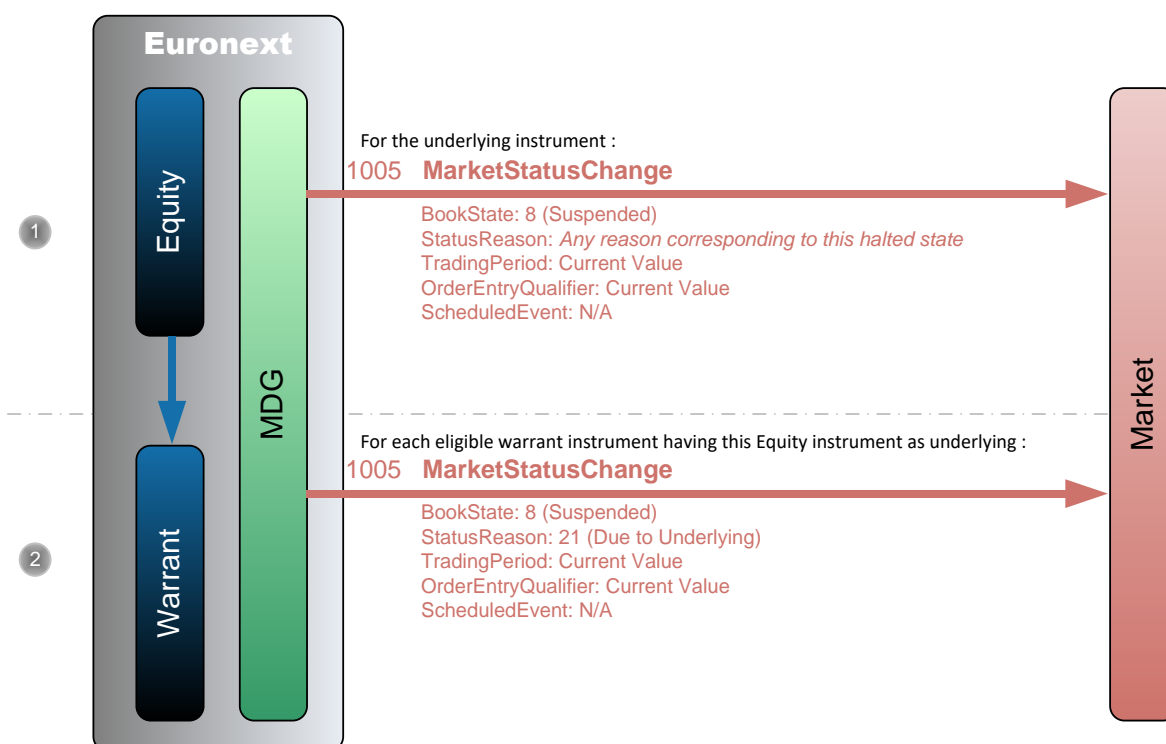 Euronext
Equity
MDG
Warrant
Market
1
For the underlying instrument :
1005 MarketStatusChange
BookState: 8 (Suspended)
StatusReason: Any reason corresponding to this halted state
TradingPeriod: Current Value
OrderEntryQualifier: Current Value
ScheduledEvent: N/A
2
For each eligible warrant instrument having this Equity instrument as underlying :
1005 MarketStatusChange
BookState: 8 (Suspended)
StatusReason: 21 (Due to Underlying)
TradingPeriod: Current Value
OrderEntryQualifier: Current Value
ScheduledEvent: N/A